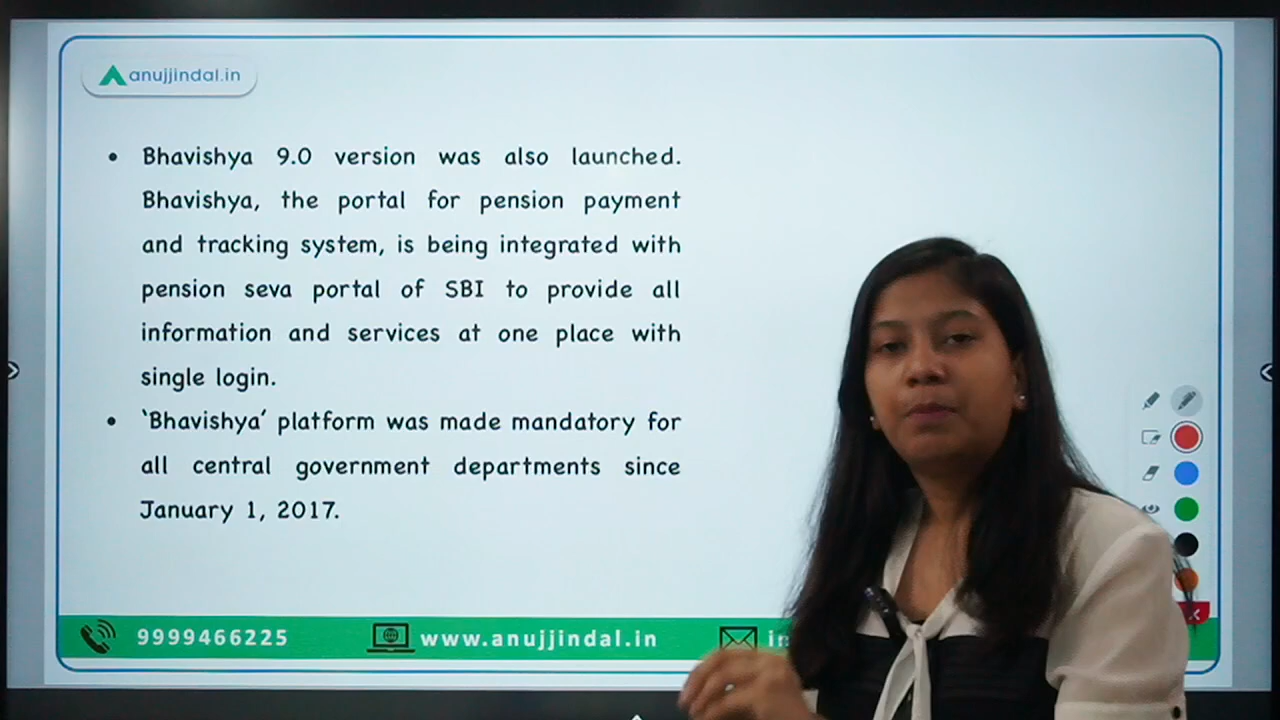 anujjindal.in
• Bhavishya 9.0 version was also launched.
Bhavishya, the portal for pension payment
and tracking system, is being integrated with
pension seva portal of SBI to provide all
information and services at one place with
single login.
• ‘Bhavishya’ platform was made mandatory for
all central government departments since
January 1, 2017.
9999466225 www.anujjindal.in